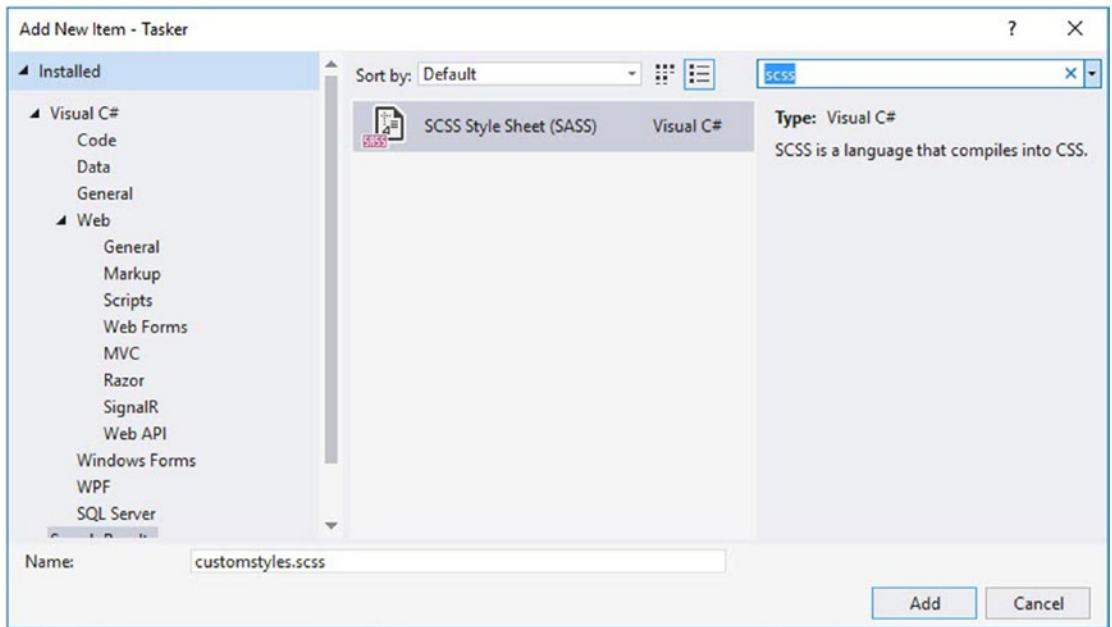 Add New Item - Tasker
?
Installed
Sort by: Default
scss
Visual C#
Code
Data
General
Web
General
Markup
Scripts
Web Forms
MVC
Razor
SignalR
Web API
Windows Forms
WPF
SQL Server
SASS
SCSS Style Sheet (SASS) Visual C#
Type: Visual C#
SCSS is a language that compiles into CSS.
Name: customstyles.scss
Add
Cancel